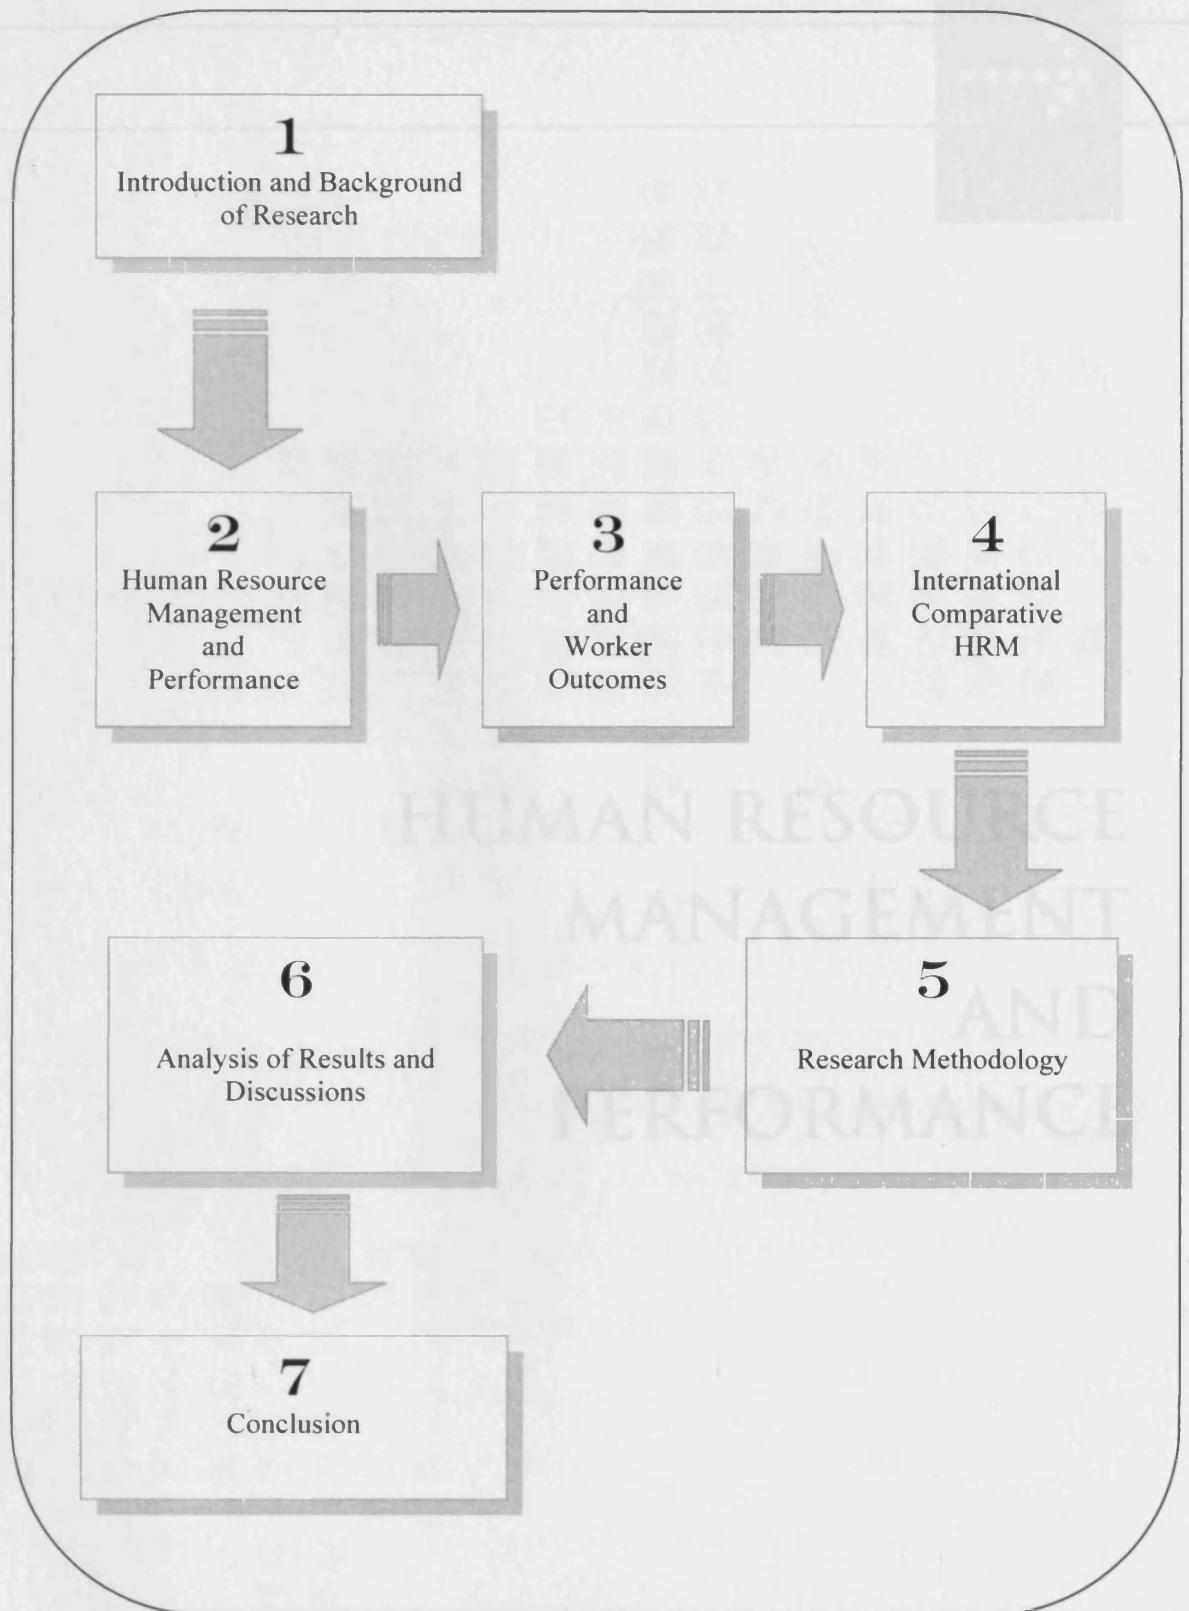 1
Introduction and Background
of Research
2
Human Resource
Management
and
Performance
3
Performance
and
Worker
Outcomes
4
International
Comparative
HRM
5
Research Methodology
6
Analysis of Results and
Discussions
7
Conclusion
HUMAN RESOURCE
MANAGEMENT
AND
PERFORMANCE